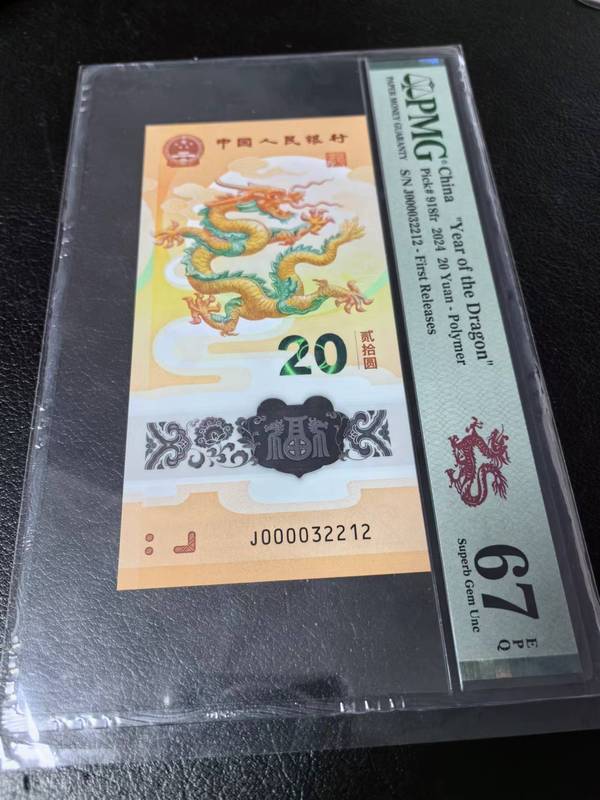 中国人民银行
20
贰拾圆
J000032212
PMG
PAPER MONEY GUARANTY
China "Year of the Dragon"
Pick# 918fr 2024 20 Yuan - Polymer
S/N J000032212 - First Releases
67
EPQ
Superb Gem Unc